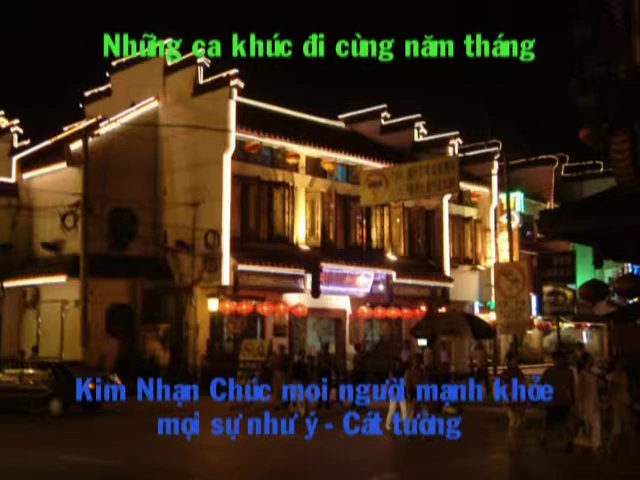 Những ca khúc đi cùng năm tháng
Kim Nhạn Chúc mọi người mạnh khỏe
mọi sự như ý - Cát tường